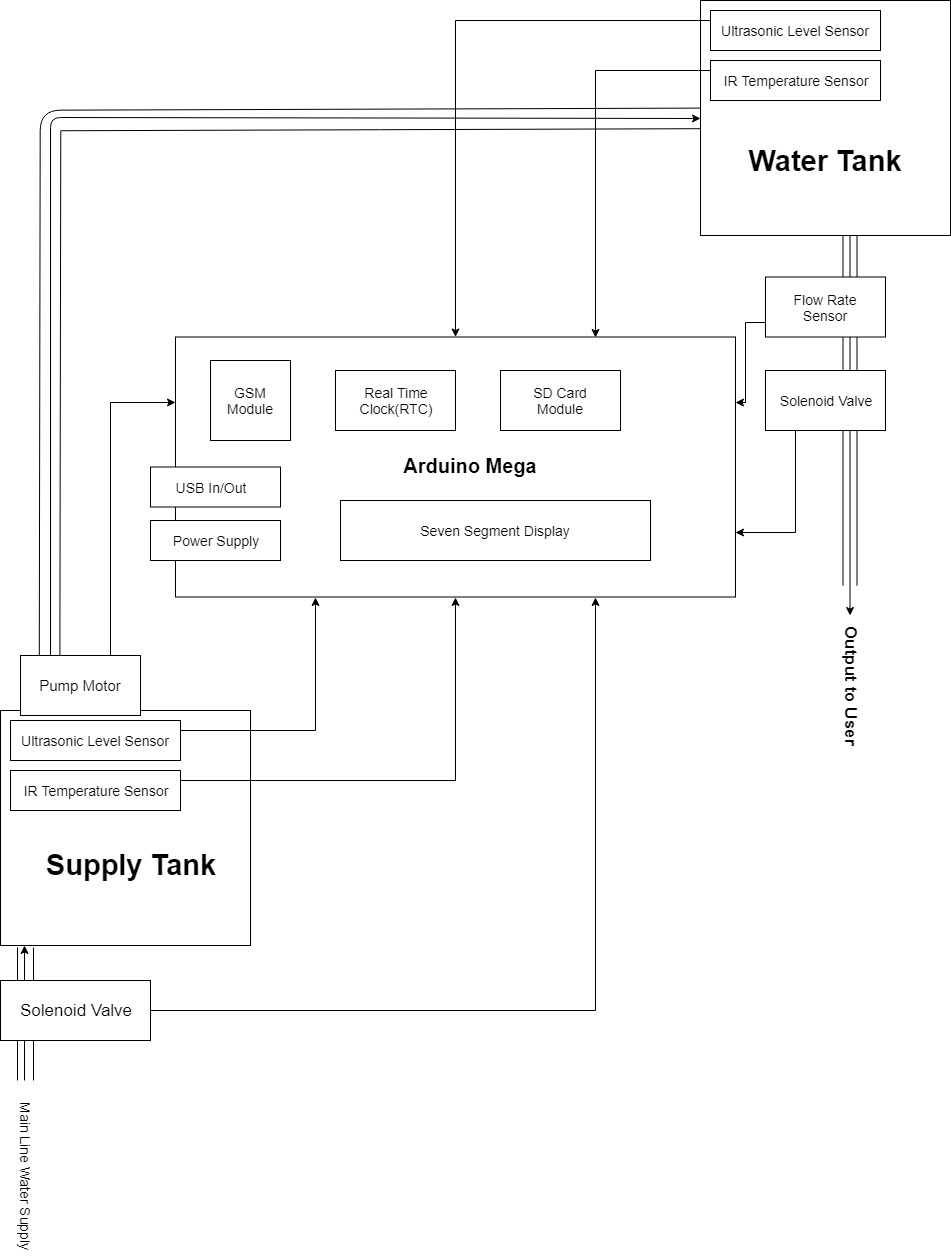 Ultrasonic Level Sensor
IR Temperature Sensor
Water Tank
Flow Rate
Sensor
Solenoid Valve
GSM
Module
Real Time
Clock(RTC)
SD Card
Module
Arduino Mega
USB In/Out
Power Supply
Seven Segment Display
Output to User
Pump Motor
Ultrasonic Level Sensor
IR Temperature Sensor
Supply Tank
Solenoid Valve
Main Line Water Supply